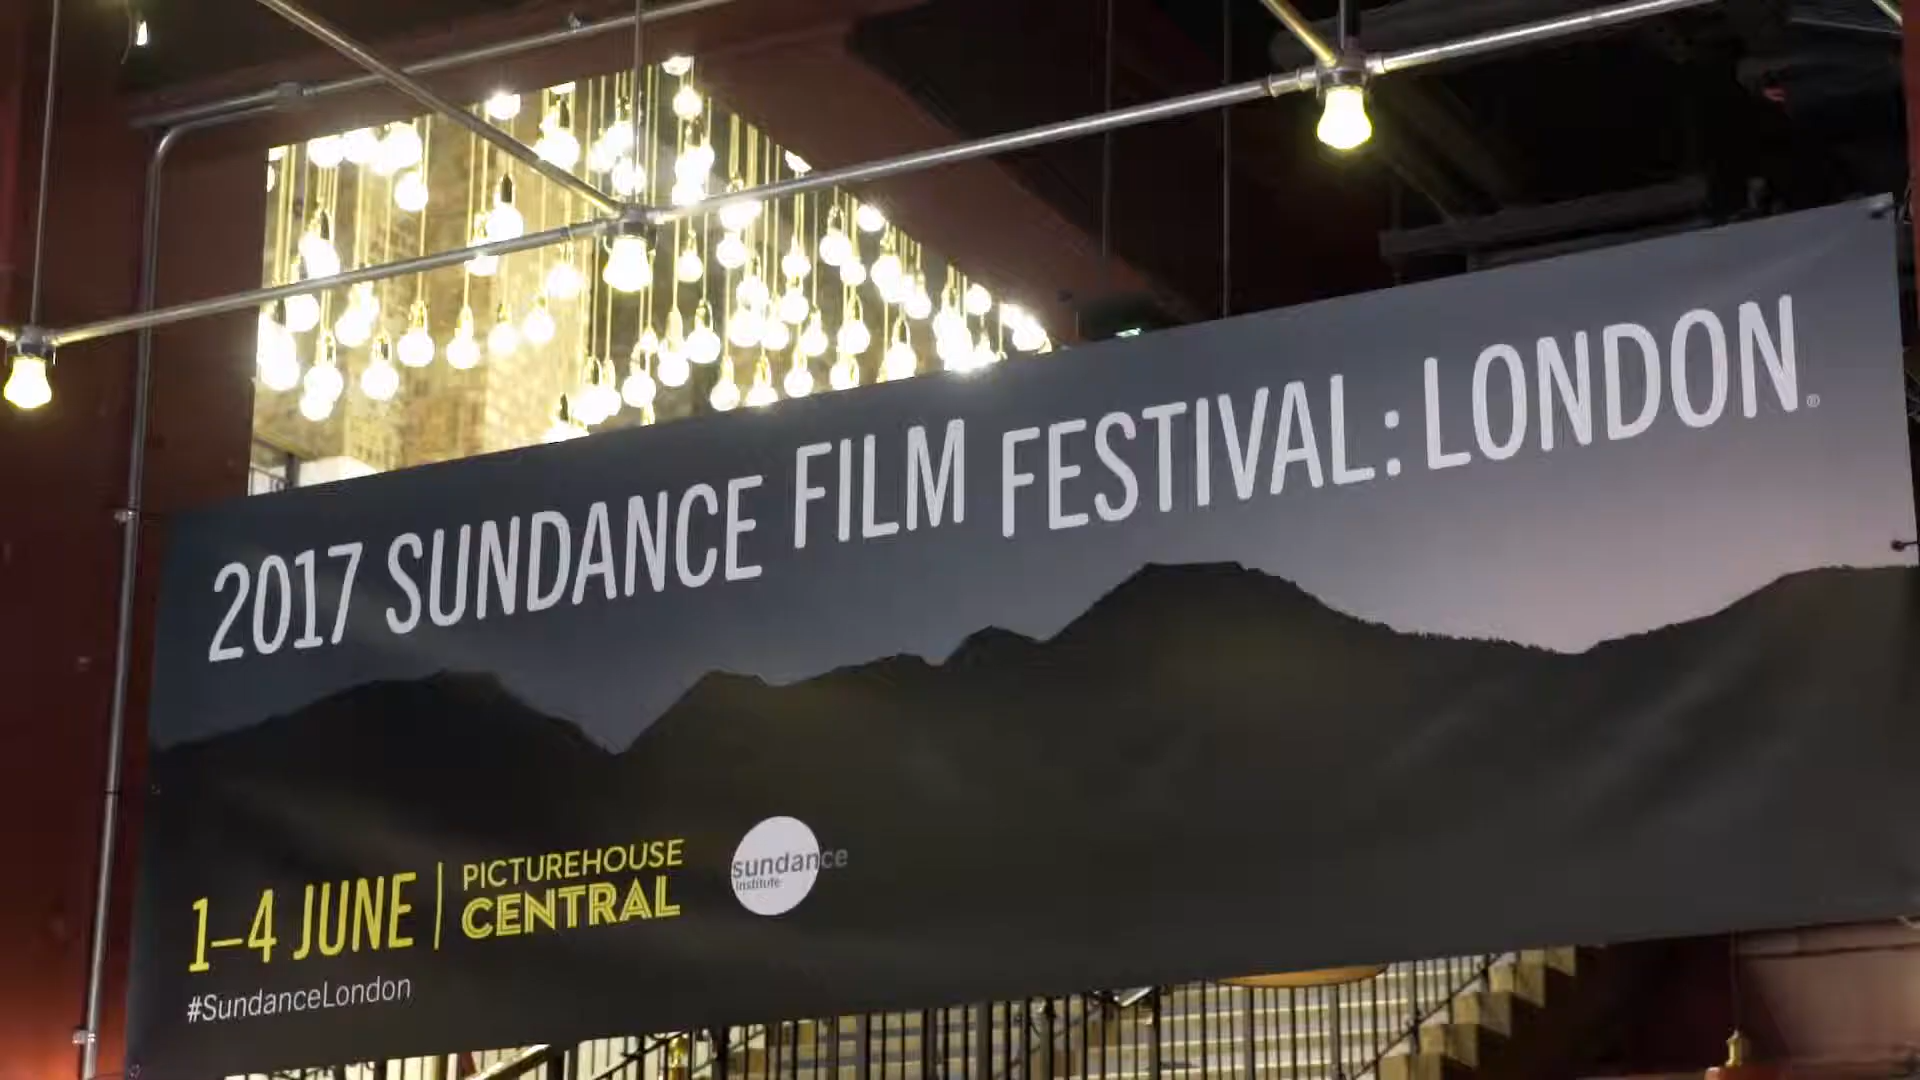 2017 SUNDANCE FILM FESTIVAL: LONDON®
1–4 JUNE
PICTUREHOUSE
CENTRAL
sundance
institute
#SundanceLondon